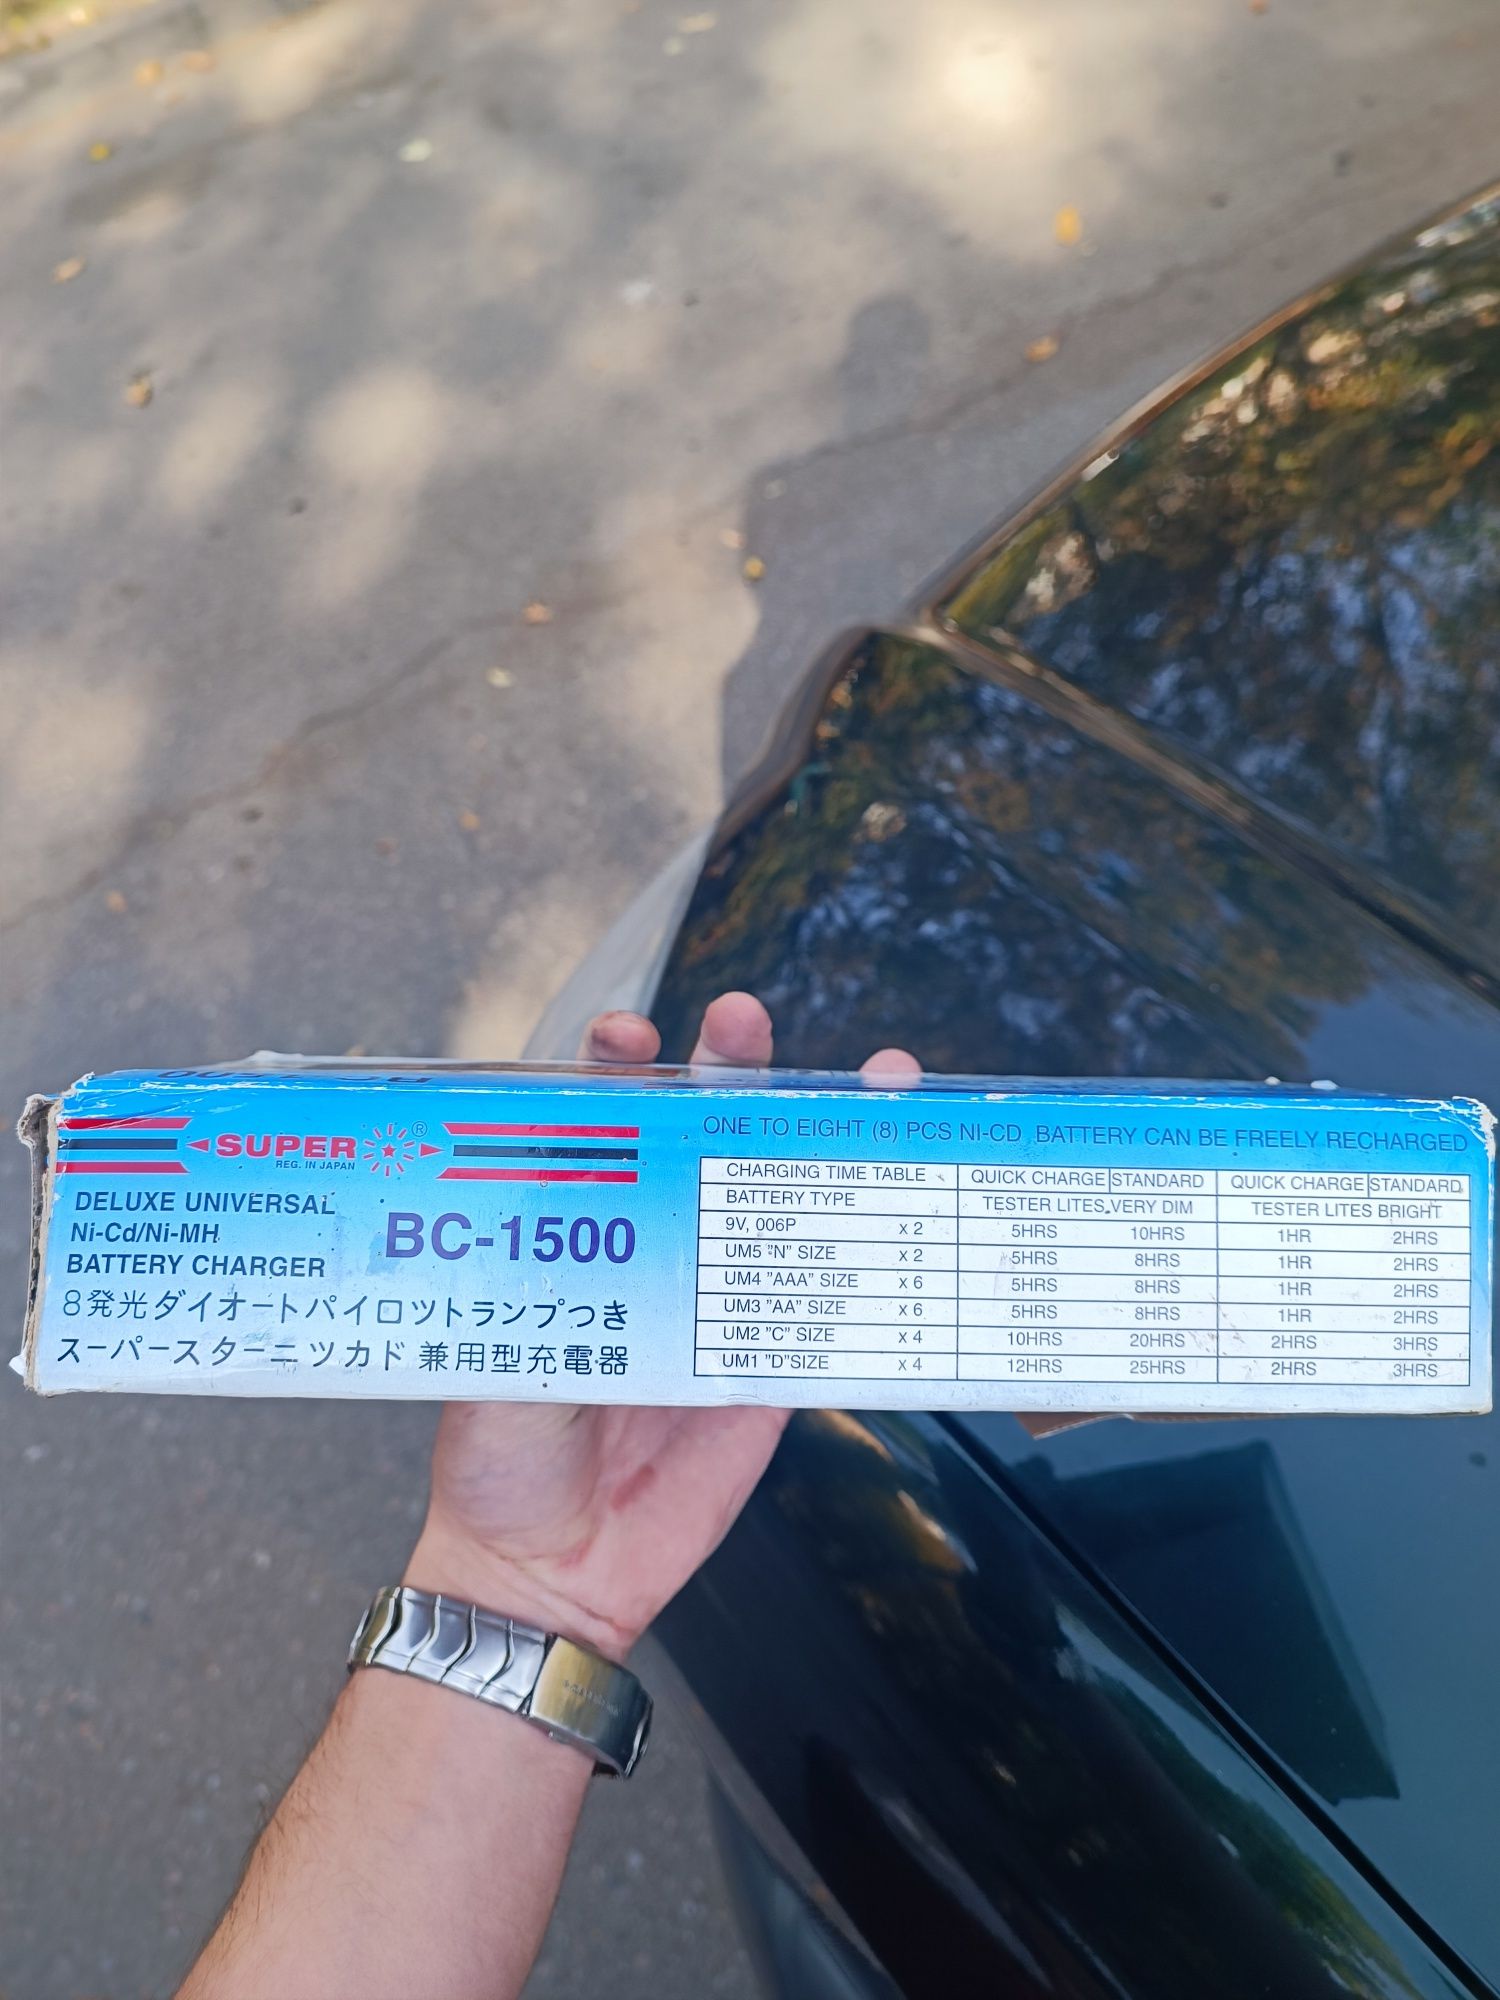 SUPER ®
REG. IN JAPAN
DELUXE UNIVERSAL
Ni-Cd/Ni-MH
BATTERY CHARGER
BC-1500
8発光ダイオートパイロツトランプつき
スーパースターニツカド兼用型充電器
ONE TO EIGHT (8) PCS NI-CD BATTERY CAN BE FREELY RECHARGED
CHARGING TIME TABLE QUICK CHARGE STANDARD QUICK CHARGE STANDARD
BATTERY TYPE TESTER LITES VERY DIM TESTER LITES BRIGHT
9V, 006P x 2 5HRS 10HRS 1HR 2HRS
UM5 "N" SIZE x 2 5HRS 8HRS 1HR 2HRS
UM4 "AAA" SIZE x 6 5HRS 8HRS 1HR 2HRS
UM3 "AA" SIZE x 6 5HRS 8HRS 1HR 2HRS
UM2 "C" SIZE x 4 10HRS 20HRS 2HRS 3HRS
UM1 "D"SIZE x 4 12HRS 25HRS 2HRS 3HRS